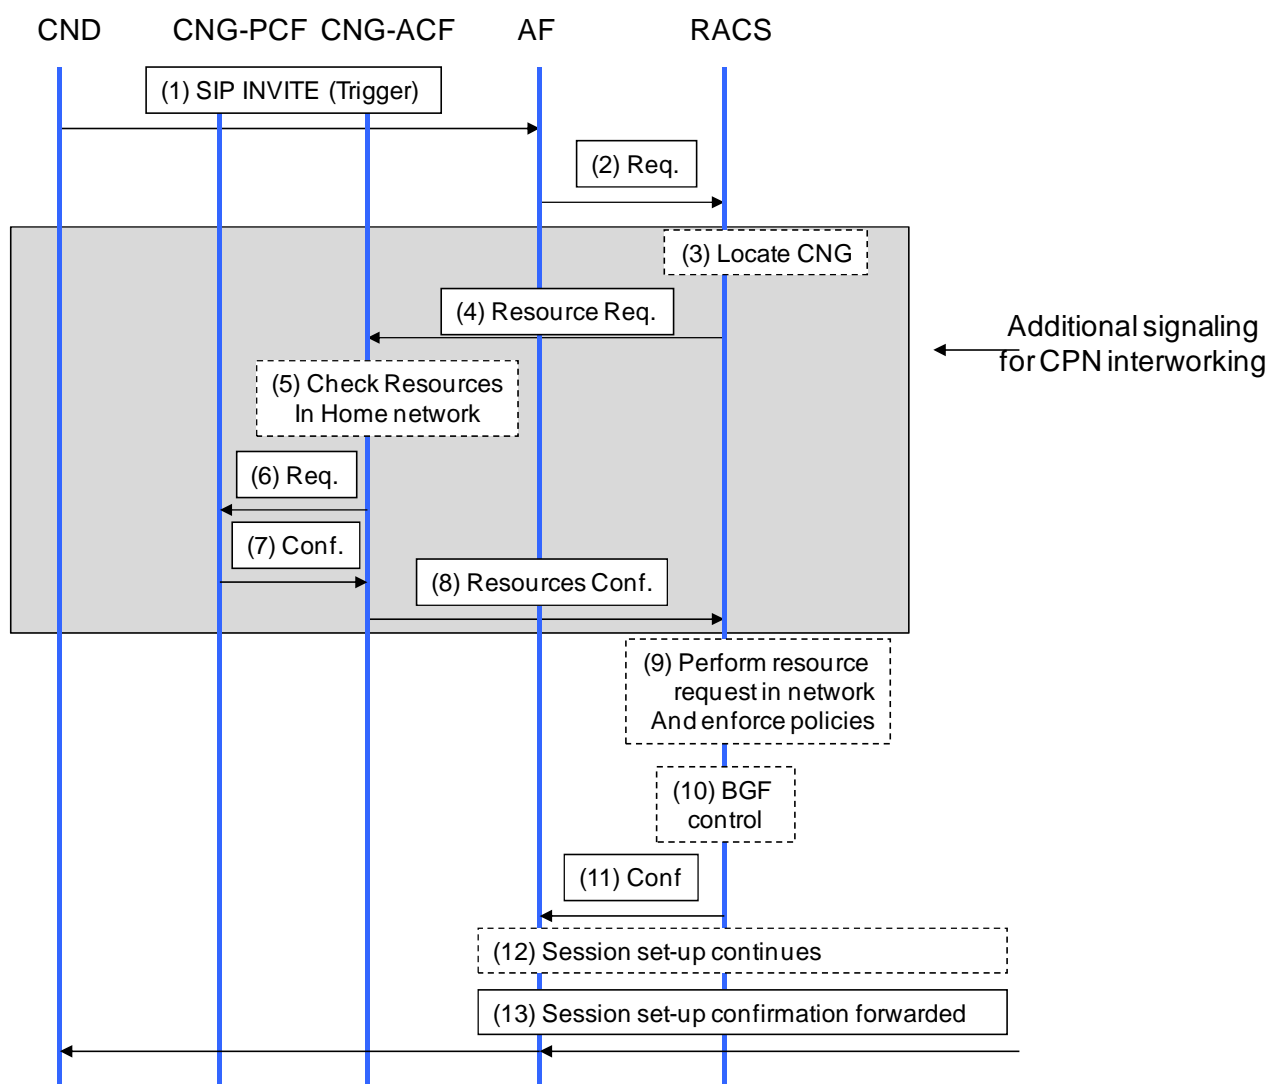 CND CNG-PCF CNG-ACF AF RACS
(1) SIP INVITE (Trigger)
(2) Req.
(3) Locate CNG
(4) Resource Req.
Additional signaling
for CPN interworking
(5) Check Resources
In Home network
(6) Req.
(7) Conf.
(8) Resources Conf.
(9) Perform resource
request in network
And enforce policies
(10) BGF
control
(11) Conf
(12) Session set-up continues
(13) Session set-up confirmation forwarded